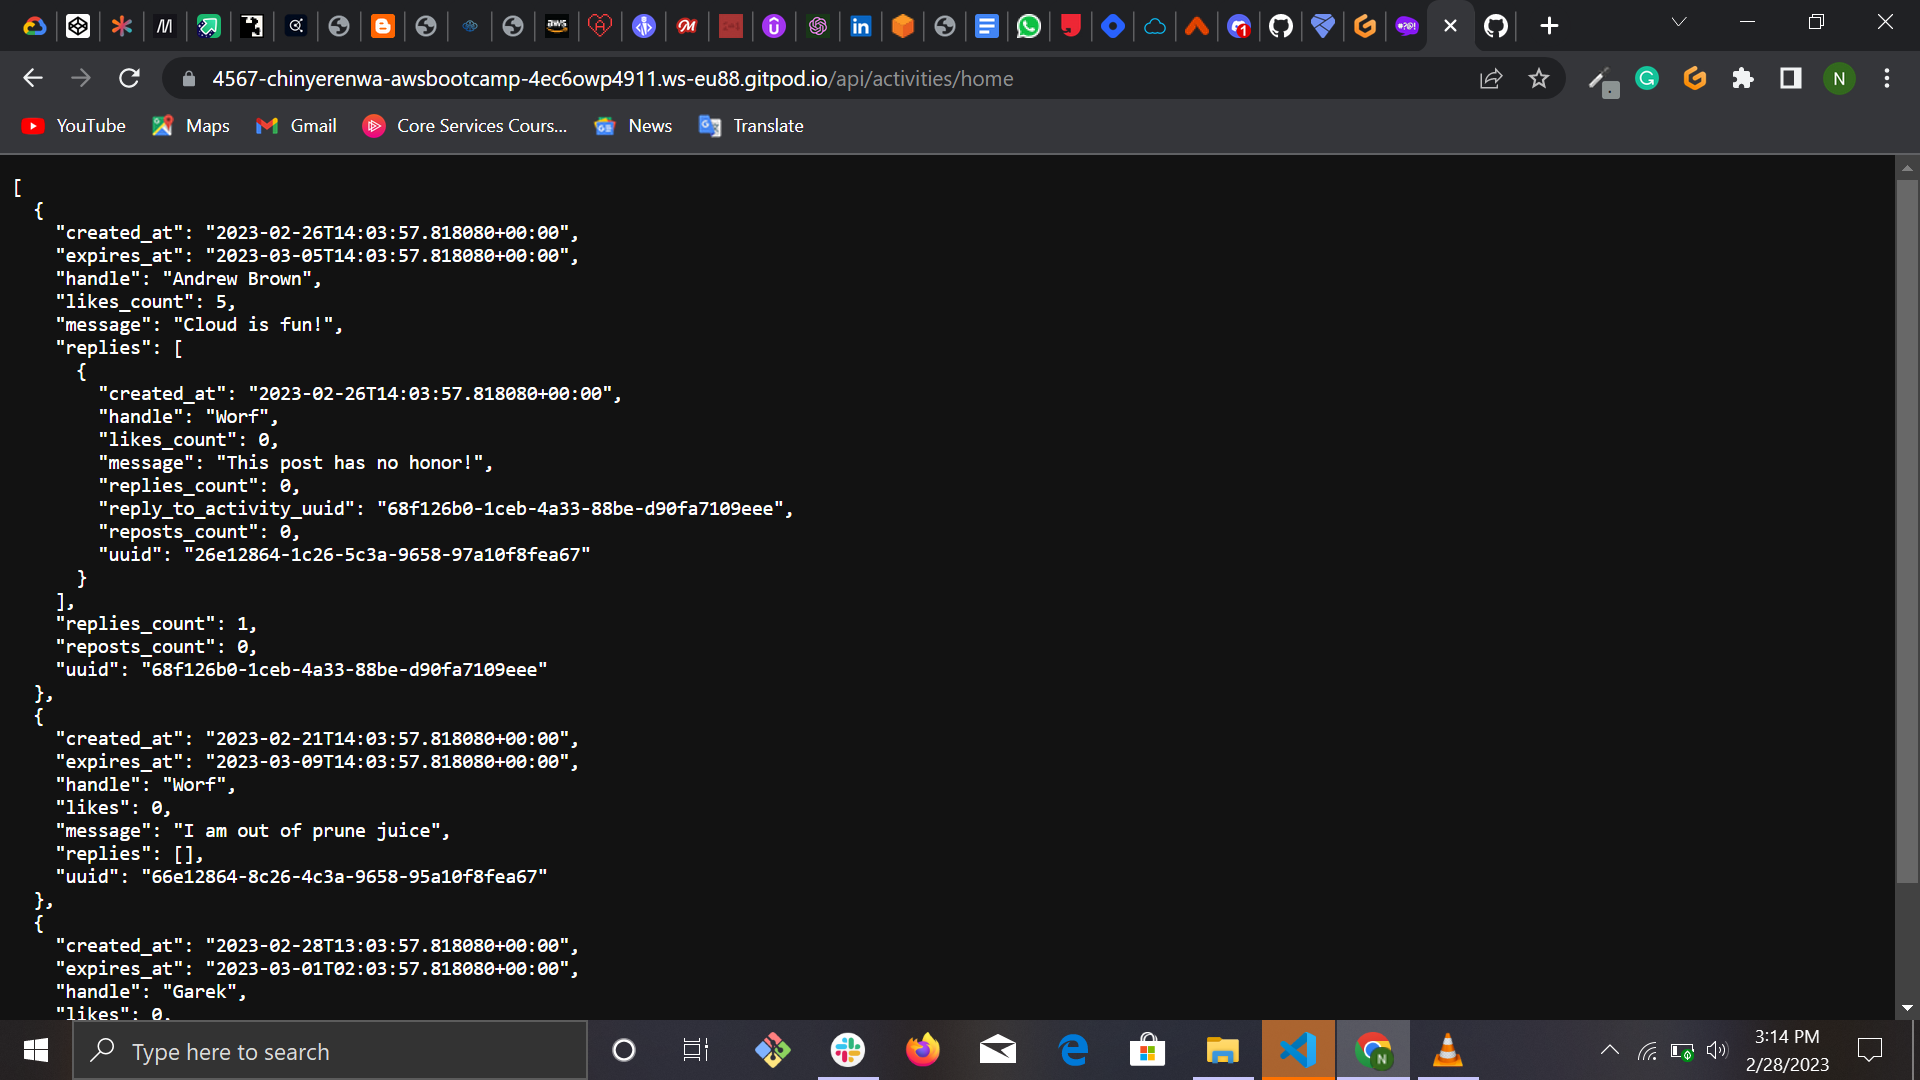 4567-chinyerenwa-awsbootcamp-4ec6owp4911.ws-eu88.gitpod.io/api/activities/home
N
YouTube Maps Gmail Core Services Cours... News Translate
[
{
"created_at": "2023-02-26T14:03:57.818080+00:00",
"expires_at": "2023-03-05T14:03:57.818080+00:00",
"handle": "Andrew Brown",
"likes_count": 5,
"message": "Cloud is fun!",
"replies": [
{
"created_at": "2023-02-26T14:03:57.818080+00:00",
"handle": "Worf",
"likes_count": 0,
"message": "This post has no honor!",
"replies_count": 0,
"reply_to_activity_uuid": "68f126b0-1ceb-4a33-88be-d90fa7109eee",
"reposts_count": 0,
"uuid": "26e12864-1c26-5c3a-9658-97a10f8fea67"
}
],
"replies_count": 1,
"reposts_count": 0,
"uuid": "68f126b0-1ceb-4a33-88be-d90fa7109eee"
},
{
"created_at": "2023-02-21T14:03:57.818080+00:00",
"expires_at": "2023-03-09T14:03:57.818080+00:00",
"handle": "Worf",
"likes": 0,
"message": "I am out of prune juice",
"replies": [],
"uuid": "66e12864-8c26-4c3a-9658-95a10f8fea67"
},
{
"created_at": "2023-02-28T13:03:57.818080+00:00",
"expires_at": "2023-03-01T02:03:57.818080+00:00",
"handle": "Garek",
"likes": 0,
Type here to search
3:14 PM
2/28/2023